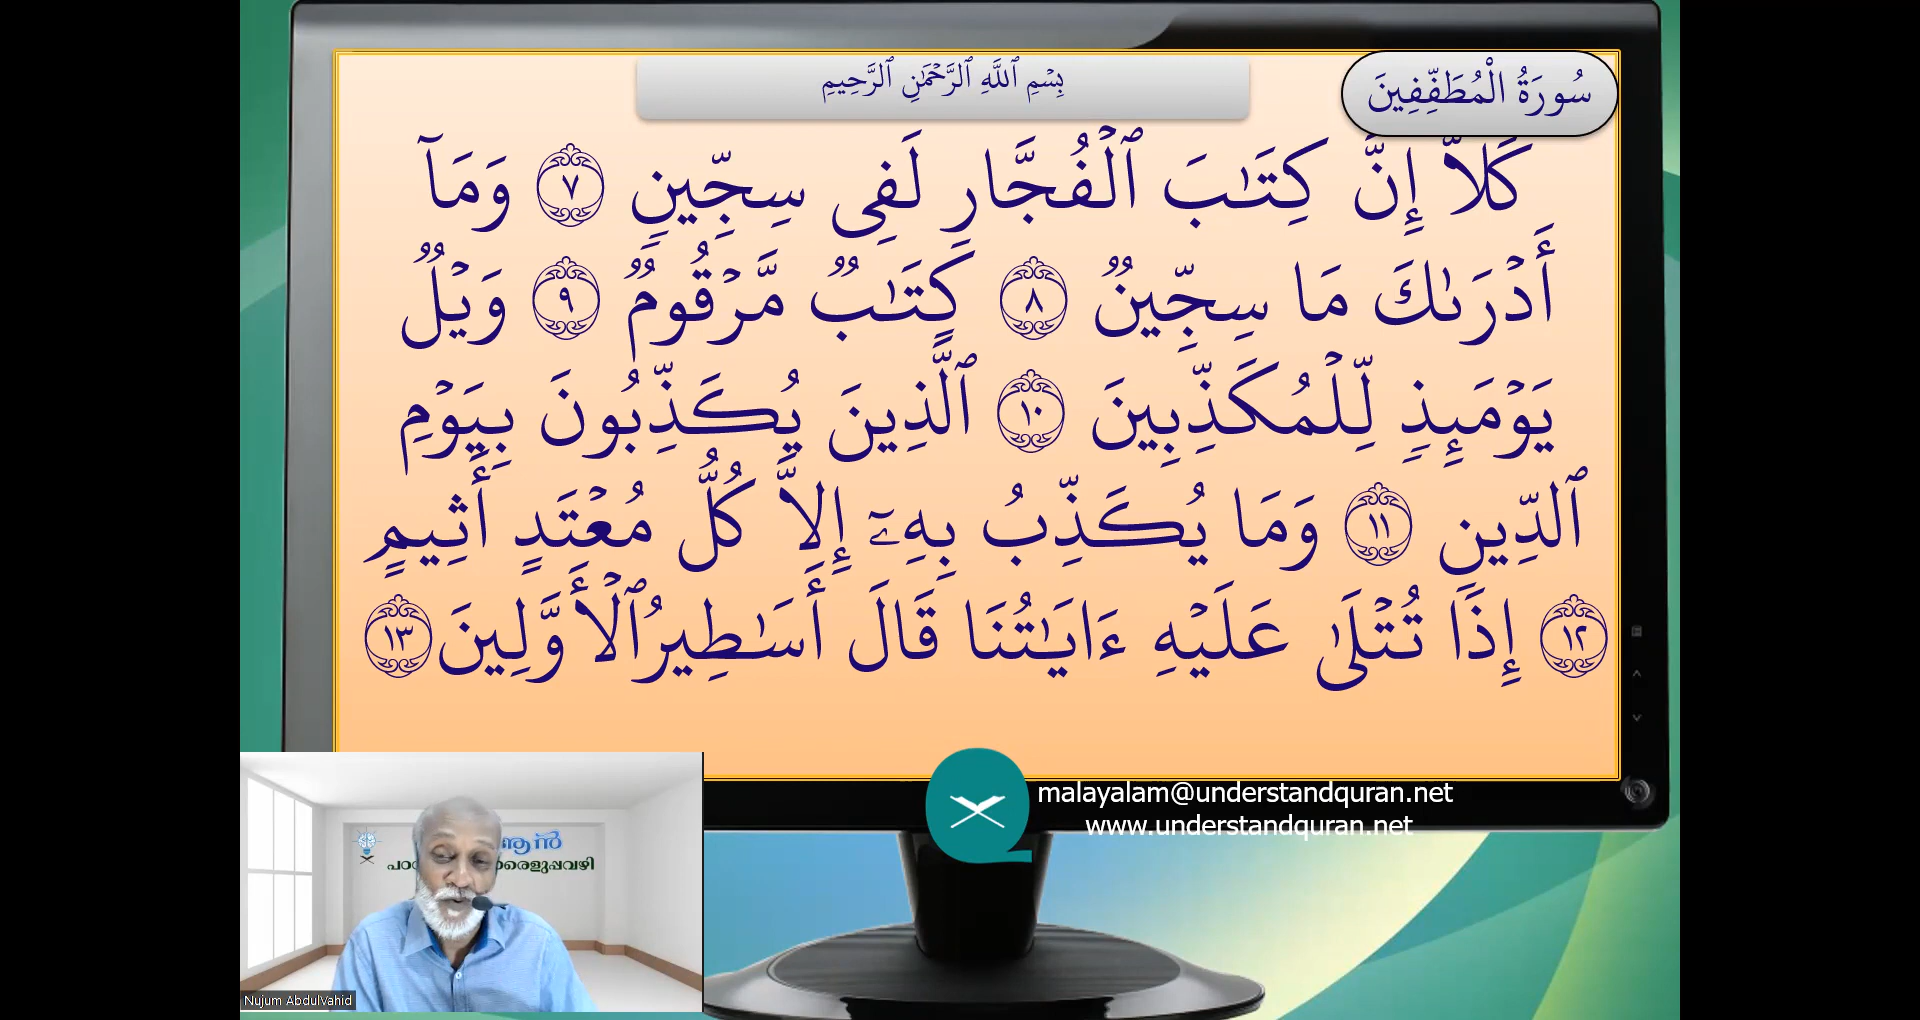 بِسۡمِ ٱللَّهِ ٱلرَّحۡمَٰنِ ٱلرَّحِيمِ
سُورَةُ الْمُطَفِّفِينَ
كَلَّآ إِنَّ كِتَٰبَ ٱلۡفُجَّارِ لَفِى سِجِّينٍ ٧ وَمَآ
أَدۡرَىٰكَ مَا سِجِّينٌ ٨ كِتَٰبٌ مَّرۡقُومٌ ٩ وَيۡلٌ
يَوۡمَئِذٍ لِّلۡمُكَذِّبِينَ ١٠ ٱلَّذِينَ يُكَذِّبُونَ بِيَوۡمِ
ٱلدِّينِ ١١ وَمَا يُكَذِّبُ بِهِۦٓ إِلَّا كُلُّ مُعۡتَدٍ أَثِيمٍ
١٢ إِذَا تُتۡلَىٰ عَلَيۡهِ ءَايَٰتُنَا قَالَ أَسَٰطِيرُ ٱلۡأَوَّلِينَ ١٣
malayalam@understandquran.net
www.understandquran.net
Nujum AbdulVahid